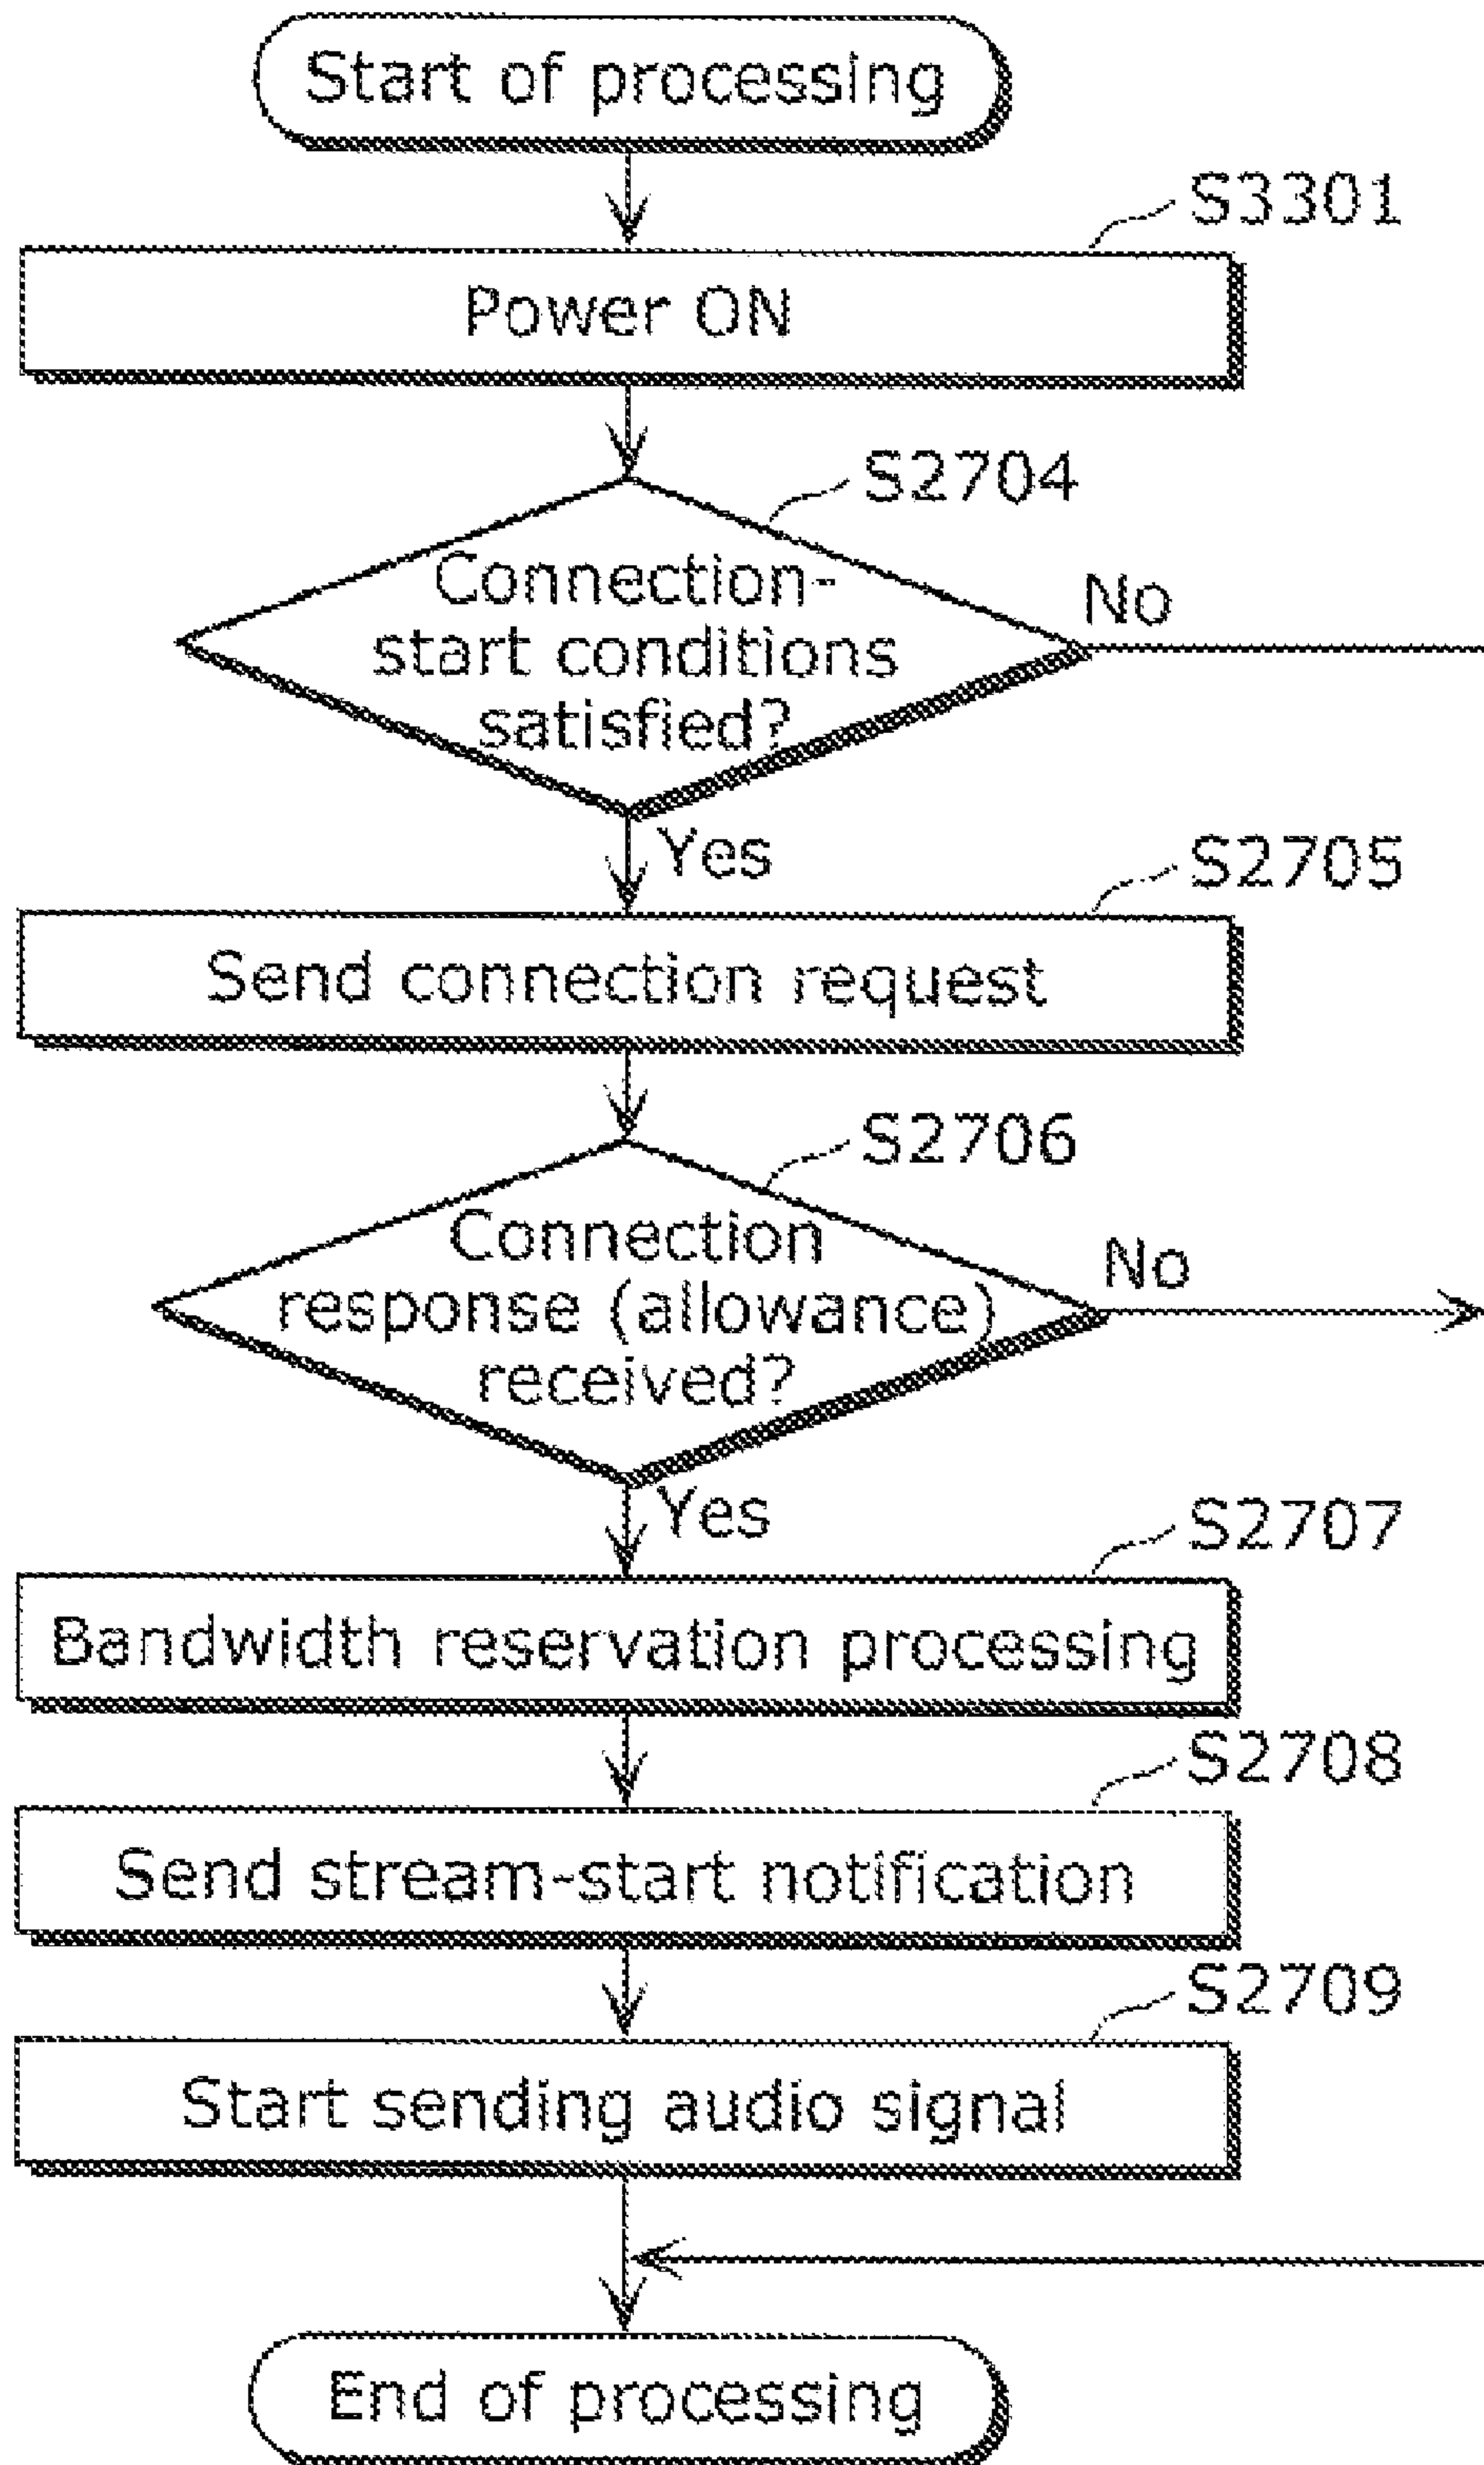 Start of processing
S3301
Power ON
S2704
Connection-
start conditions
satisfied?
No
Yes
S2705
Send connection request
S2706
Connection
response (allowance)
received?
No
Yes
S2707
Bandwidth reservation processing
S2708
Send stream-start notification
S2709
Start sending audio signal
End of processing